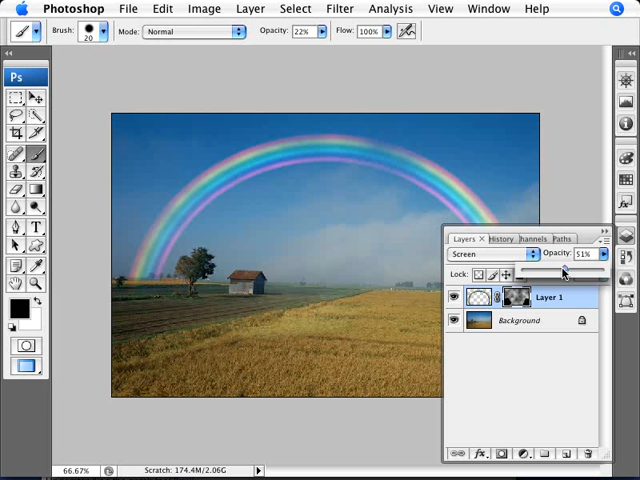 Photoshop File Edit Image Layer Select Filter Analysis View Window Help
Brush: 20 Mode: Normal Opacity: 22% Flow: 100%
Ps
Layers × History hannels Paths
Screen Opacity: 51%
Lock:
Layer 1
Background
66.67% Scratch: 174.4M/2.06G